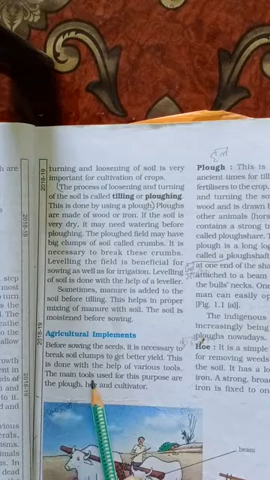 turning and loosening of soil is very
important for cultivation of crops.
The process of loosening and turning
of the soil is called tilling or ploughing.
This is done by using a plough. Ploughs
are made of wood or iron. If the soil is
very dry, it may need watering before
ploughing. The ploughed field may have
big clumps of soil called crumbs. It is
necessary to break these crumbs.
Levelling the field is beneficial for
sowing as well as for irrigation. Levelling
of soil is done with the help of a leveller.
Sometimes, manure is added to the
soil before tilling. This helps in proper
mixing of manure with soil. The soil is
moistened before sowing.
Agricultural Implements
Before sowing the seeds, it is necessary to
break soil clumps to get better yield. This
is done with the help of various tools.
The main tools used for this purpose are
the plough, hoe and cultivator.
Plough : This is
ancient times for till
fertilisers to the crop,
and turning the so
wood and is drawn b
other animals (hors
contains a strong tr
called ploughshare. T
plough is a long log
called a ploughshaft
at one end of the sha
attached to a beam
the bulls' necks. One
man can easily op
[Fig. 1.1 (a)].
The indigenous
increasingly being
ploughs nowadays.
Hoe : It is a simple
for removing weeds
the soil. It has a lo
iron. A strong, broa
iron is fixed to on
beam
2018-19